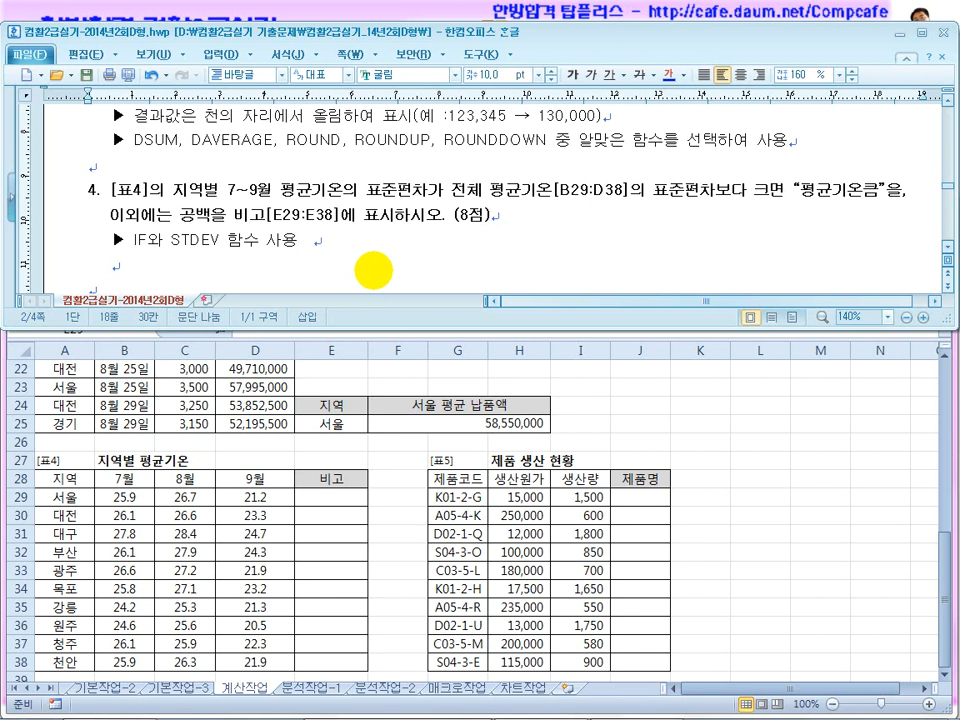 한방합격 탑플러스 - http://cafe.daum.net/Compcafe
컴활2급실기-2014년2회D형.hwp [D:₩컴활2급실기 기출문제₩컴활2급실기_14년2회D형₩] - 한컴오피스 한글
파일(F) 편집(E) 보기(U) 입력(D) 서식(J) 쪽(W) 보안(R) 도구(K)
바탕글 대표 굴림 10,0 pt 가 가 가 가 가 160 %
▶ 결과값은 천의 자리에서 올림하여 표시(예 :123,345 → 130,000)
▶ DSUM, DAVERAGE, ROUND, ROUNDUP, ROUNDDOWN 중 알맞은 함수를 선택하여 사용
4. [표4]의 지역별 7~9월 평균기온의 표준편차가 전체 평균기온[B29:D38]의 표준편차보다 크면 “평균기온큼”을,
이외에는 공백을 비고[E29:E38]에 표시하시오. (8점)
▶ IF와 STDEV 함수 사용
컴활2급실기-2014년2회D형
2/4쪽 1단 18줄 30칸 문단 나눔 1/1 구역 삽입 140%
A B C D E F G H I J K L M N
22 대전 8월 25일 3,000 49,710,000
23 서울 8월 25일 3,500 57,995,000
24 대전 8월 29일 3,250 53,852,500 지역 서울 평균 납품액
25 경기 8월 29일 3,150 52,195,500 서울 58,550,000
26
27 [표4] 지역별 평균기온 [표5] 제품 생산 현황
28 지역 7월 8월 9월 비고 제품코드 생산원가 생산량 제품명
29 서울 25.9 26.7 21.2 K01-2-G 15,000 1,500
30 대전 26.1 26.6 23.3 A05-4-K 250,000 600
31 대구 27.8 28.4 24.7 D02-1-Q 12,000 1,800
32 부산 26.1 27.9 24.3 S04-3-O 100,000 850
33 광주 26.6 27.2 21.9 C03-5-L 180,000 700
34 목포 25.8 27.1 23.2 K01-2-H 17,500 1,650
35 강릉 24.2 25.3 21.3 A05-4-R 235,000 550
36 원주 24.6 25.6 20.5 D02-1-U 13,000 1,750
37 청주 26.1 25.9 22.3 C03-5-M 200,000 580
38 천안 25.9 26.3 21.9 S04-3-E 115,000 900
39
기본작업-2 기본작업-3 계산작업 분석작업-1 분석작업-2 매크로작업 차트작업
준비 100%